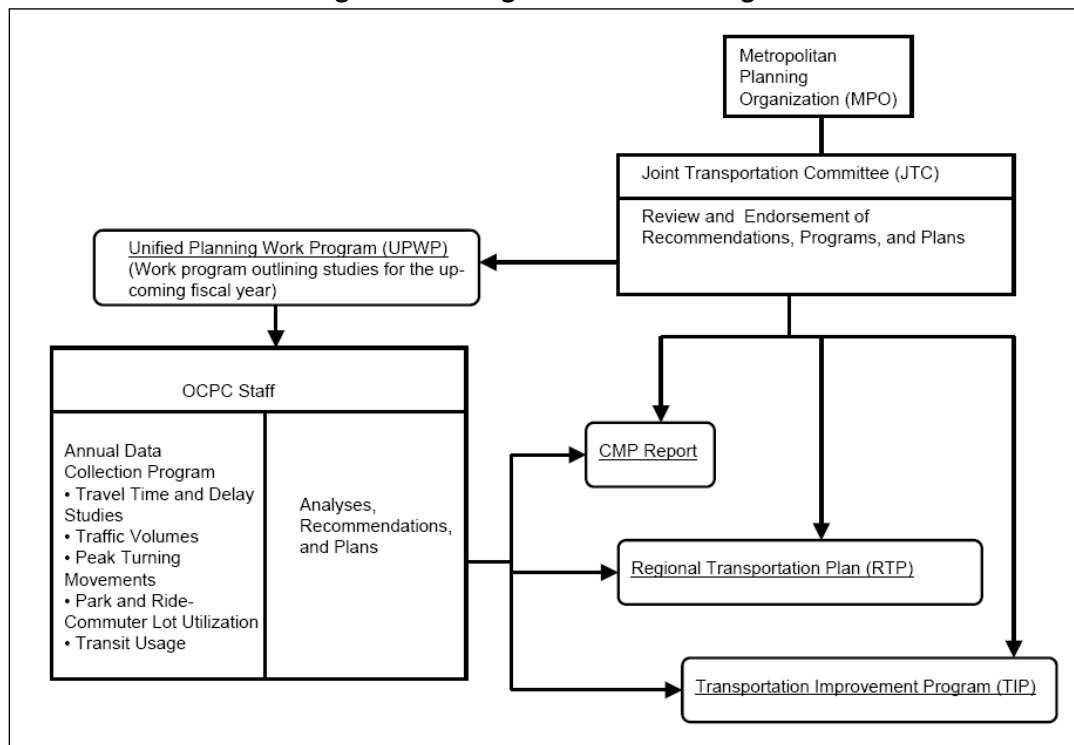 Metropolitan
Planning
Organization (MPO)
Joint Transportation Committee (JTC)
Review and Endorsement of
Recommendations, Programs, and Plans
Unified Planning Work Program (UPWP)
(Work program outlining studies for the up-
coming fiscal year)
OCPC Staff
Annual Data
Collection Program
• Travel Time and Delay
Studies
• Traffic Volumes
• Peak Turning
Movements
• Park and Ride-
Commuter Lot Utilization
• Transit Usage
Analyses,
Recommendations,
and Plans
CMP Report
Regional Transportation Plan (RTP)
Transportation Improvement Program (TIP)